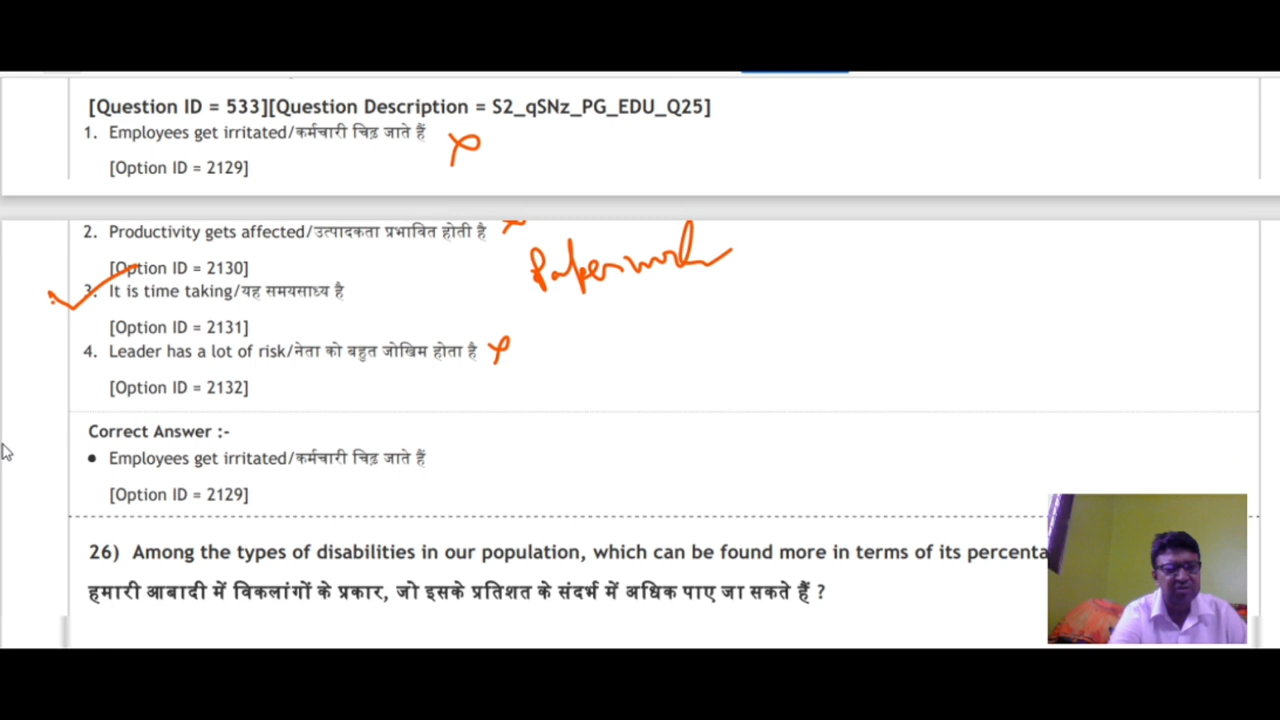 [Question ID = 533][Question Description = S2_qSNz_PG_EDU_Q25]
1. Employees get irritated/कर्मचारी चिढ़ जाते हैं
[Option ID = 2129]
2. Productivity gets affected/उत्पादकता प्रभावित होती है
Paperwork
[Option ID = 2130]
3. It is time taking/यह समयसाध्य है
[Option ID = 2131]
4. Leader has a lot of risk/नेता को बहुत जोखिम होता है
[Option ID = 2132]
Correct Answer :-
• Employees get irritated/कर्मचारी चिढ़ जाते हैं
[Option ID = 2129]
26) Among the types of disabilities in our population, which can be found more in terms of its percenta
हमारी आबादी में विकलांगों के प्रकार, जो इसके प्रतिशत के संदर्भ में अधिक पाए जा सकते हैं ?